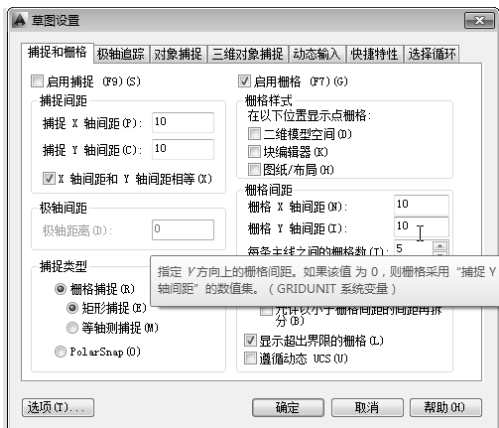 草图设置
捕捉和栅格 极轴追踪 对象捕捉 三维对象捕捉 动态输入 快捷特性 选择循环
启用捕捉 (F9)(S)
启用栅格 (F7)(G)
捕捉间距
捕捉 X 轴间距(P): 10
捕捉 Y 轴间距(C): 10
X 轴间距和 Y 轴间距相等(X)
极轴间距
极轴距离(D): 0
捕捉类型
栅格捕捉(R)
矩形捕捉(E)
等轴测捕捉(M)
PolarSnap(O)
栅格样式
在以下位置显示点栅格:
二维模型空间(D)
块编辑器(K)
图纸/布局(H)
栅格间距
栅格 X 轴间距(N): 10
栅格 Y 轴间距(I): 10
每条主线之间的栅格数(J): 5
指定 Y 方向上的栅格间距。如果该值 为 0，则栅格采用“捕捉 Y
轴间距”的数值集。（GRIDUNIT 系统变量）
允许以小于栅格间距的间距再拆
分(B)
显示超出界限的栅格(L)
遵循动态 UCS(U)
选项(T)... 确定 取消 帮助(H)